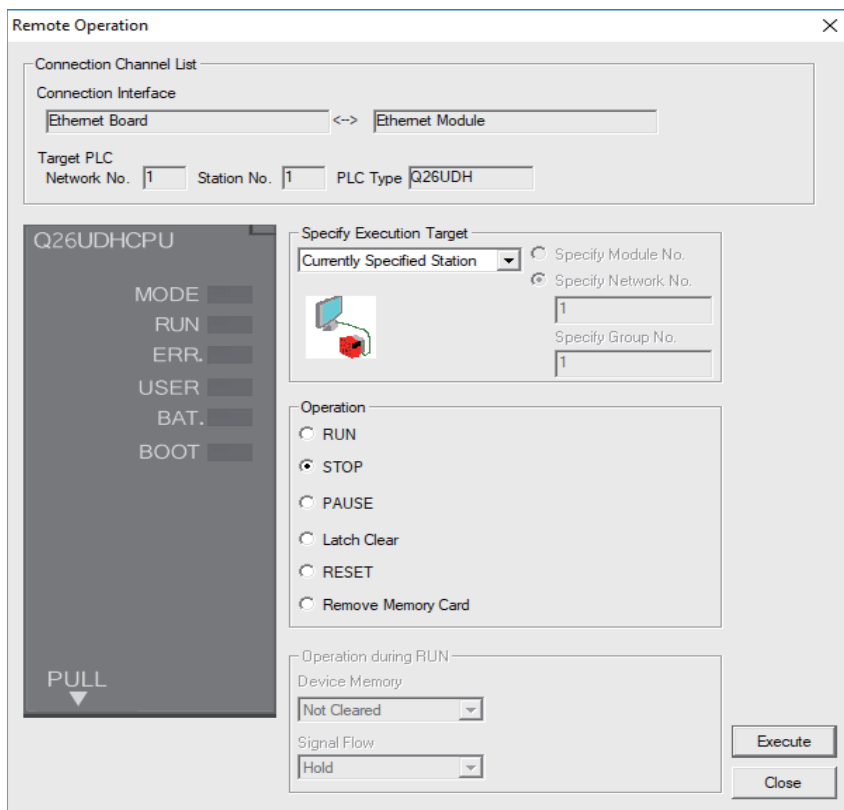 Remote Operation
Connection Channel List
Connection Interface
Ethernet Board <--> Ethernet Module
Target PLC
Network No. 1 Station No. 1 PLC Type Q26UDH
Q26UDHCPU
MODE
RUN
ERR.
USER
BAT.
BOOT
PULL
Specify Execution Target
Currently Specified Station
Specify Module No.
Specify Network No.
1
Specify Group No.
1
Operation
RUN
STOP
PAUSE
Latch Clear
RESET
Remove Memory Card
Operation during RUN
Device Memory
Not Cleared
Signal Flow
Hold
Execute
Close